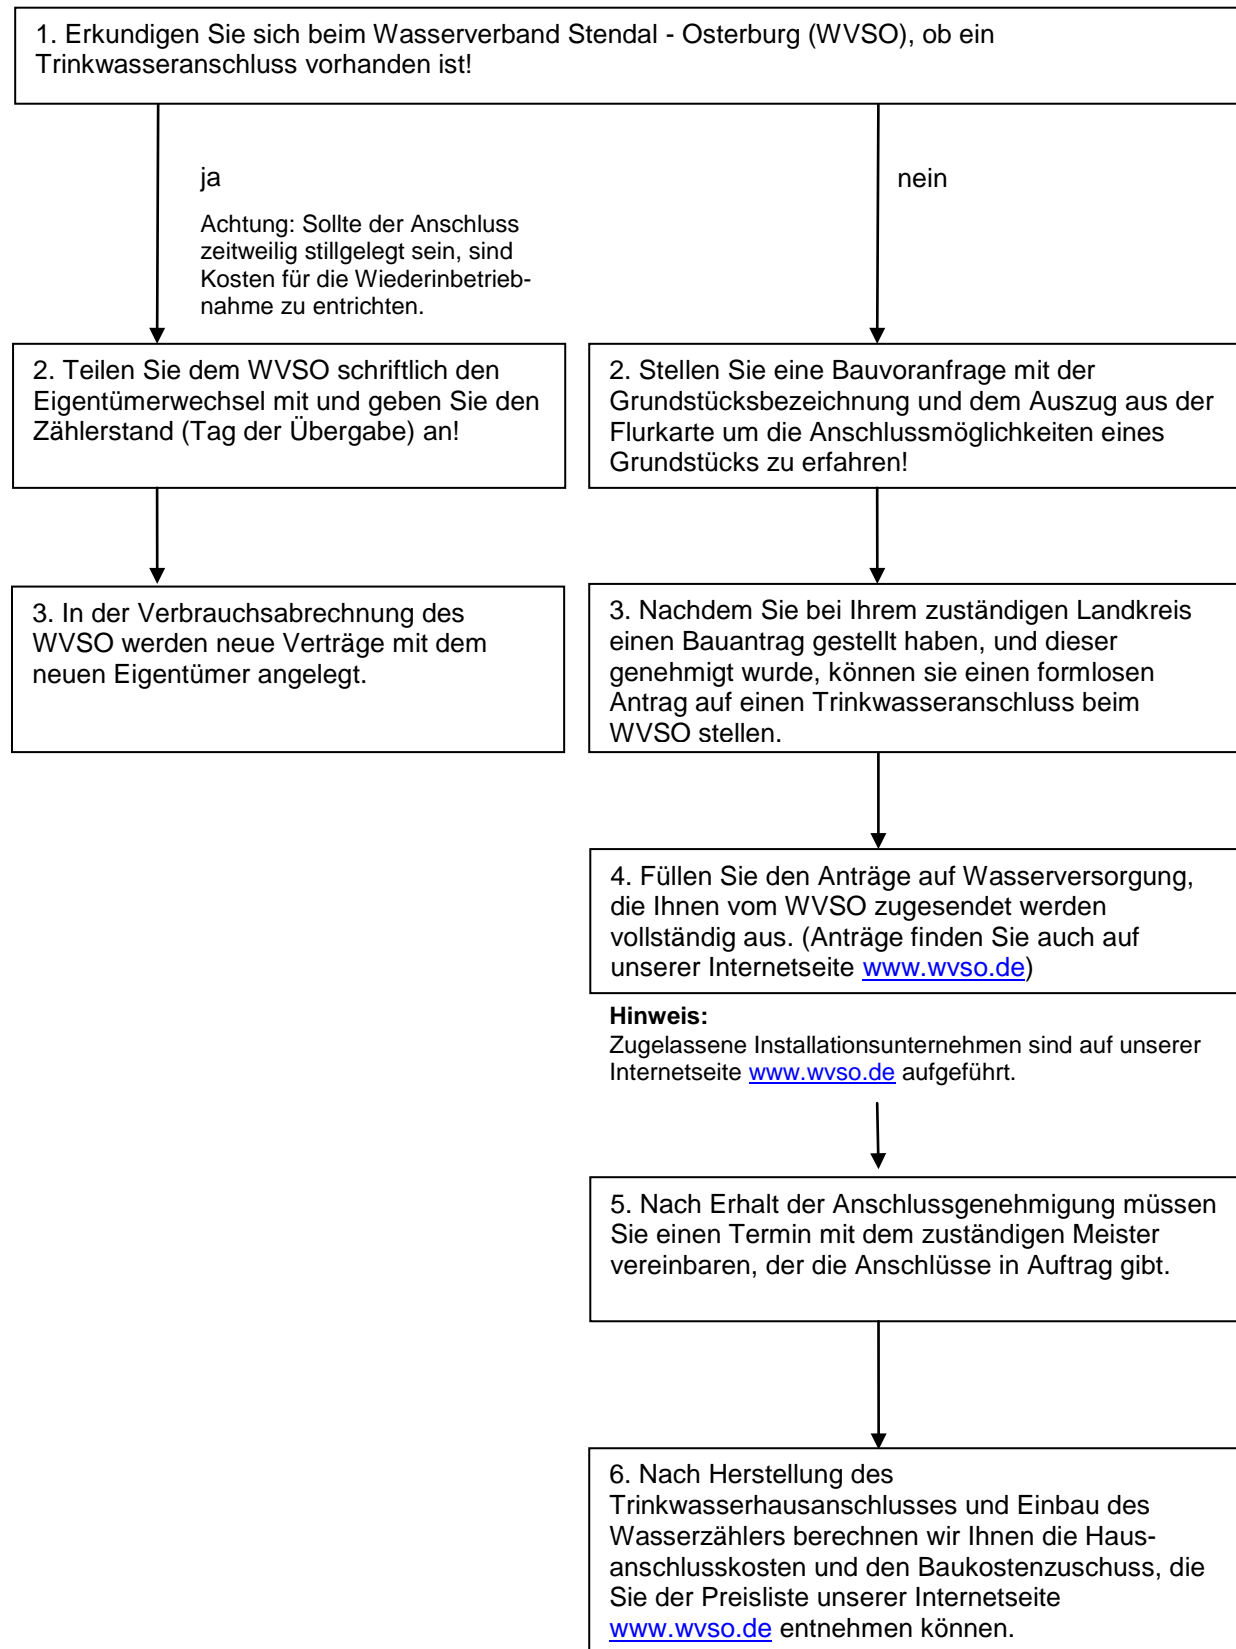 1. Erkundigen Sie sich beim Wasserverband Stendal - Osterburg (WVSO), ob ein
Trinkwasseranschluss vorhanden ist!
ja
Achtung: Sollte der Anschluss
zeitweilig stillgelegt sein, sind
Kosten für die Wiederinbetrieb-
nahme zu entrichten.
nein
2. Teilen Sie dem WVSO schriftlich den
Eigentümerwechsel mit und geben Sie den
Zählerstand (Tag der Übergabe) an!
3. In der Verbrauchsabrechnung des
WVSO werden neue Verträge mit dem
neuen Eigentümer angelegt.
2. Stellen Sie eine Bauvoranfrage mit der
Grundstücksbezeichnung und dem Auszug aus der
Flurkarte um die Anschlussmöglichkeiten eines
Grundstücks zu erfahren!
3. Nachdem Sie bei Ihrem zuständigen Landkreis
einen Bauantrag gestellt haben, und dieser
genehmigt wurde, können sie einen formlosen
Antrag auf einen Trinkwasseranschluss beim
WVSO stellen.
4. Füllen Sie den Anträge auf Wasserversorgung,
die Ihnen vom WVSO zugesendet werden
vollständig aus. (Anträge finden Sie auch auf
unserer Internetseite www.wvso.de)
Hinweis:
Zugelassene Installationsunternehmen sind auf unserer
Internetseite www.wvso.de aufgeführt.
5. Nach Erhalt der Anschlussgenehmigung müssen
Sie einen Termin mit dem zuständigen Meister
vereinbaren, der die Anschlüsse in Auftrag gibt.
6. Nach Herstellung des
Trinkwasserhausanschlusses und Einbau des
Wasserzählers berechnen wir Ihnen die Haus-
anschlusskosten und den Baukostenzuschuss, die
Sie der Preisliste unserer Internetseite
www.wvso.de entnehmen können.